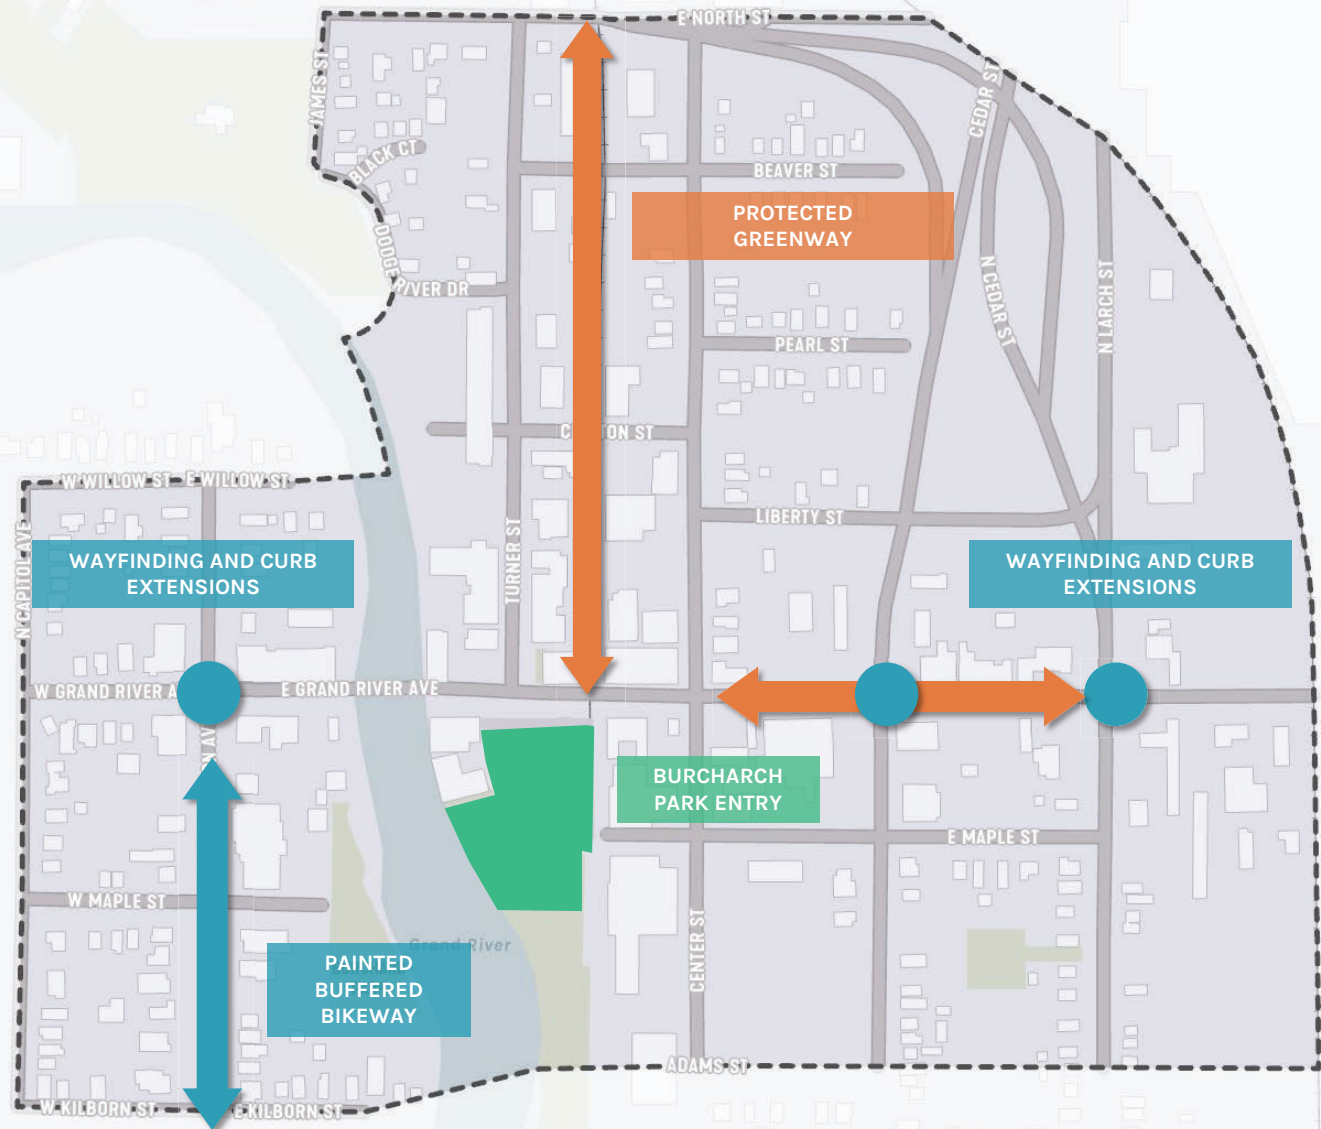 E NORTH ST
JAMES ST
CEDAR ST
BLACK CT
BEAVER ST
PROTECTED
GREENWAY
DODGE
RIVER DR
N CEDAR ST
N LARCH ST
PEARL ST
ST
W WILLOW ST
E WILLOW ST
LIBERTY ST
N CAPITOL AVE
TURNER ST
WAYFINDING AND CURB
EXTENSIONS
WAYFINDING AND CURB
EXTENSIONS
W GRAND RIVER
E GRAND RIVER AVE
BURCHARCH
PARK ENTRY
E MAPLE ST
W MAPLE ST
CENTER ST
Grand River
PAINTED
BUFFERED
BIKEWAY
ADAMS ST
W KILBORN ST
E KILBORN ST